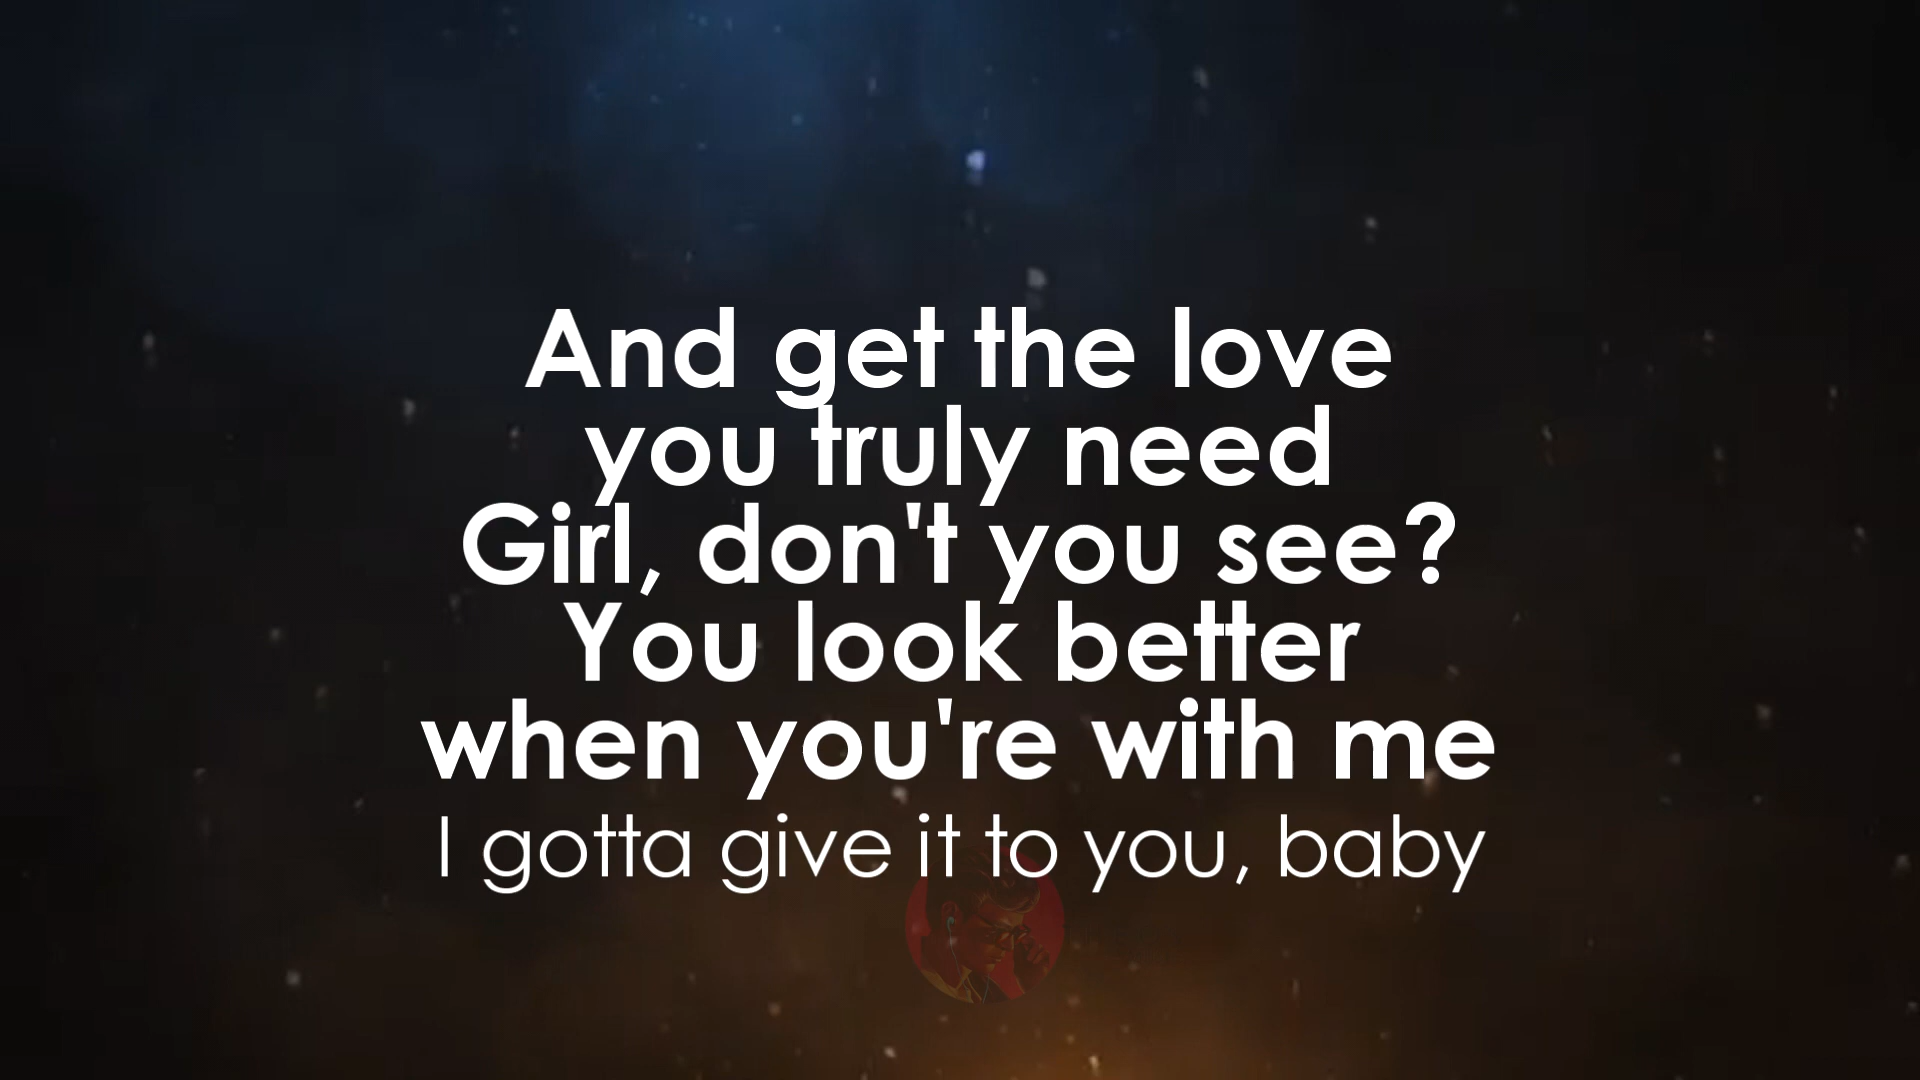 And get the love
you truly need
Girl, don't you see?
You look better
when you're with me
I gotta give it to you, baby